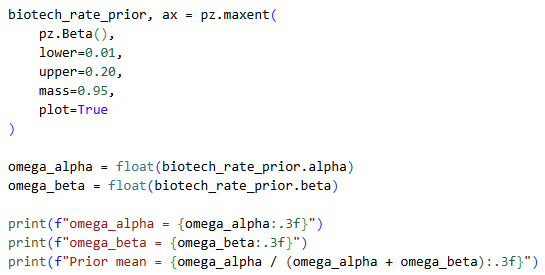 biotech_rate_prior, ax = pz.maxent(
    pz.Beta(),
    lower=0.01,
    upper=0.20,
    mass=0.95,
    plot=True
)

omega_alpha = float(biotech_rate_prior.alpha)
omega_beta = float(biotech_rate_prior.beta)

print(f"omega_alpha = {omega_alpha:.3f}")
print(f"omega_beta = {omega_beta:.3f}")
print(f"Prior mean = {omega_alpha / (omega_alpha + omega_beta):.3f}")